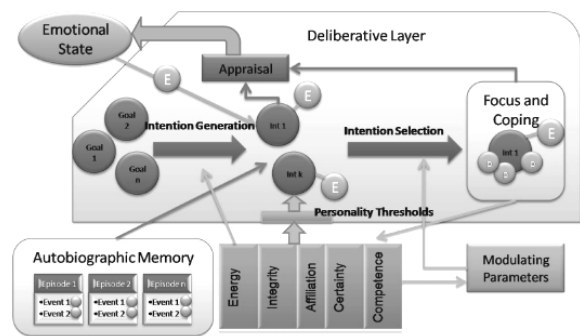 Emotional
State
Deliberative Layer
Appraisal
E
E
Focus and
Coping
Goal
2
Intention Generation
Int 1
Intention Selection
E
Goal
1
Int 1
Goal
n
Int k
E
Personality Thresholds
Autobiographic Memory
Episode 1
Episode 2
Episode n
•Event 1
•Event 2
•Event 1
•Event 2
•Event 1
•Event 2
Energy
Integrity
Affiliation
Certainty
Competence
Modulating
Parameters